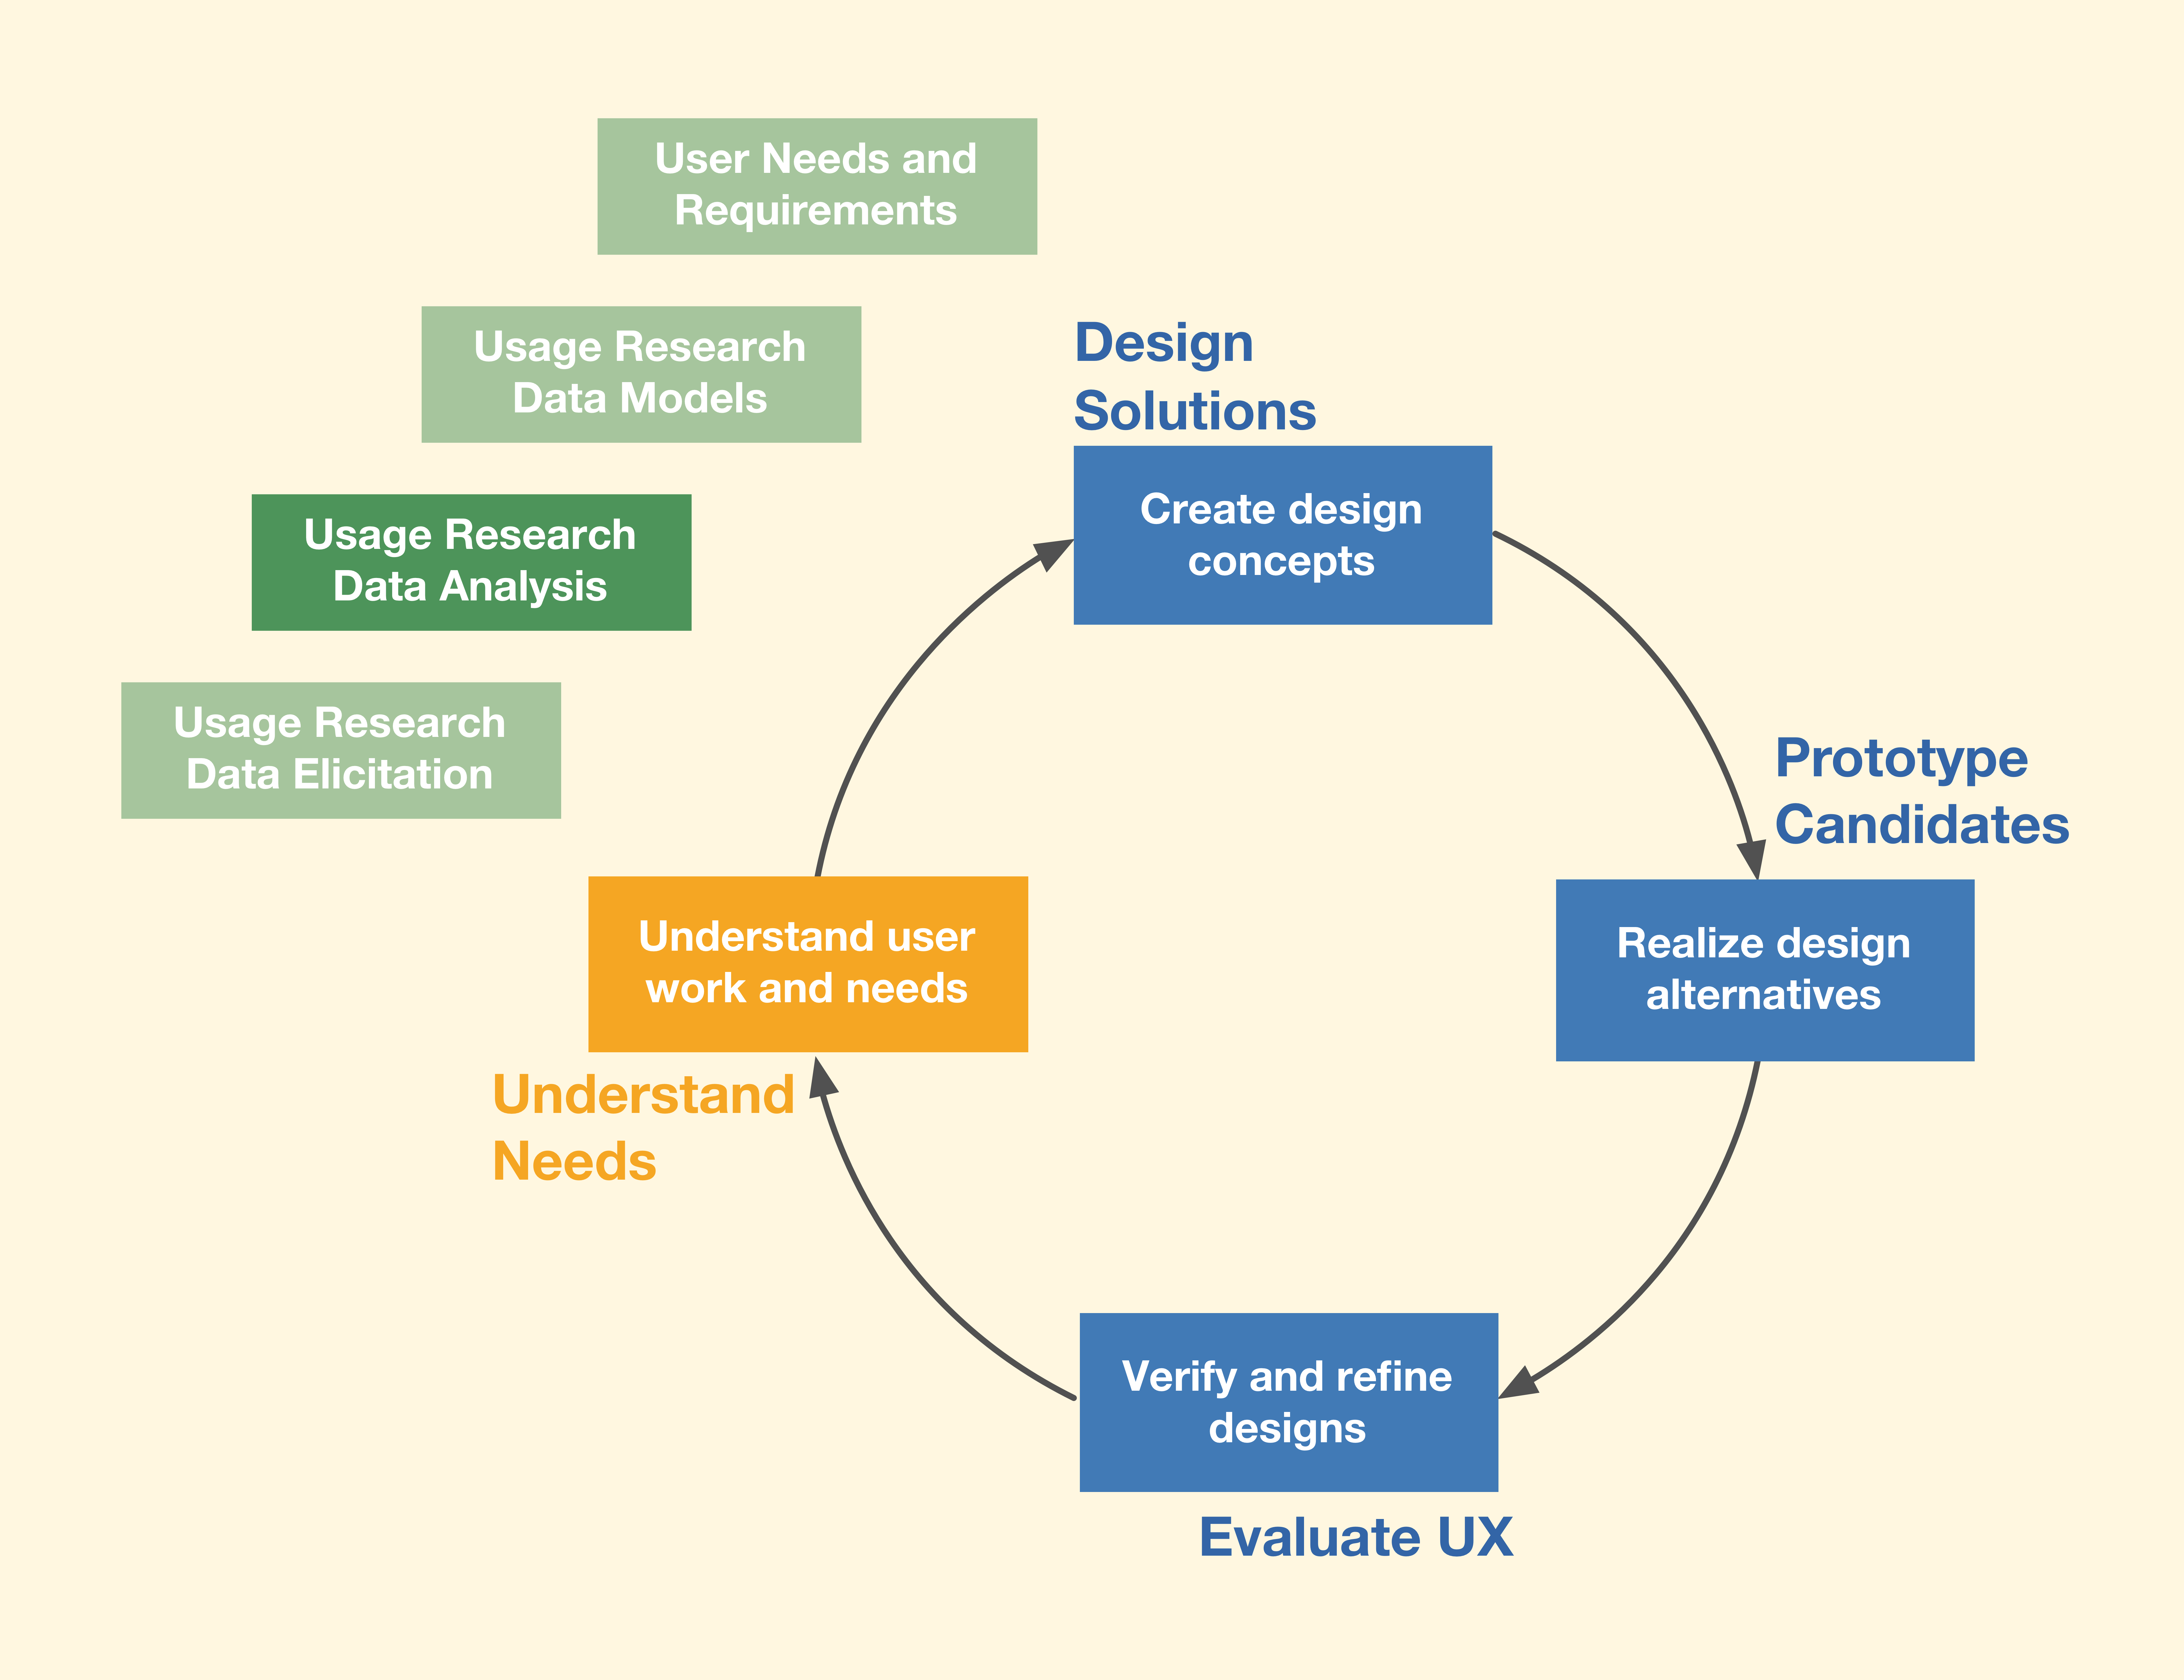 User Needs and
Requirements
Usage Research
Data Models
Design
Solutions
Create design
concepts
Usage Research
Data Analysis
Usage Research
Data Elicitation
Prototype
Candidates
Understand user
work and needs
Realize design
alternatives
Understand
Needs
Verify and refine
designs
Evaluate UX